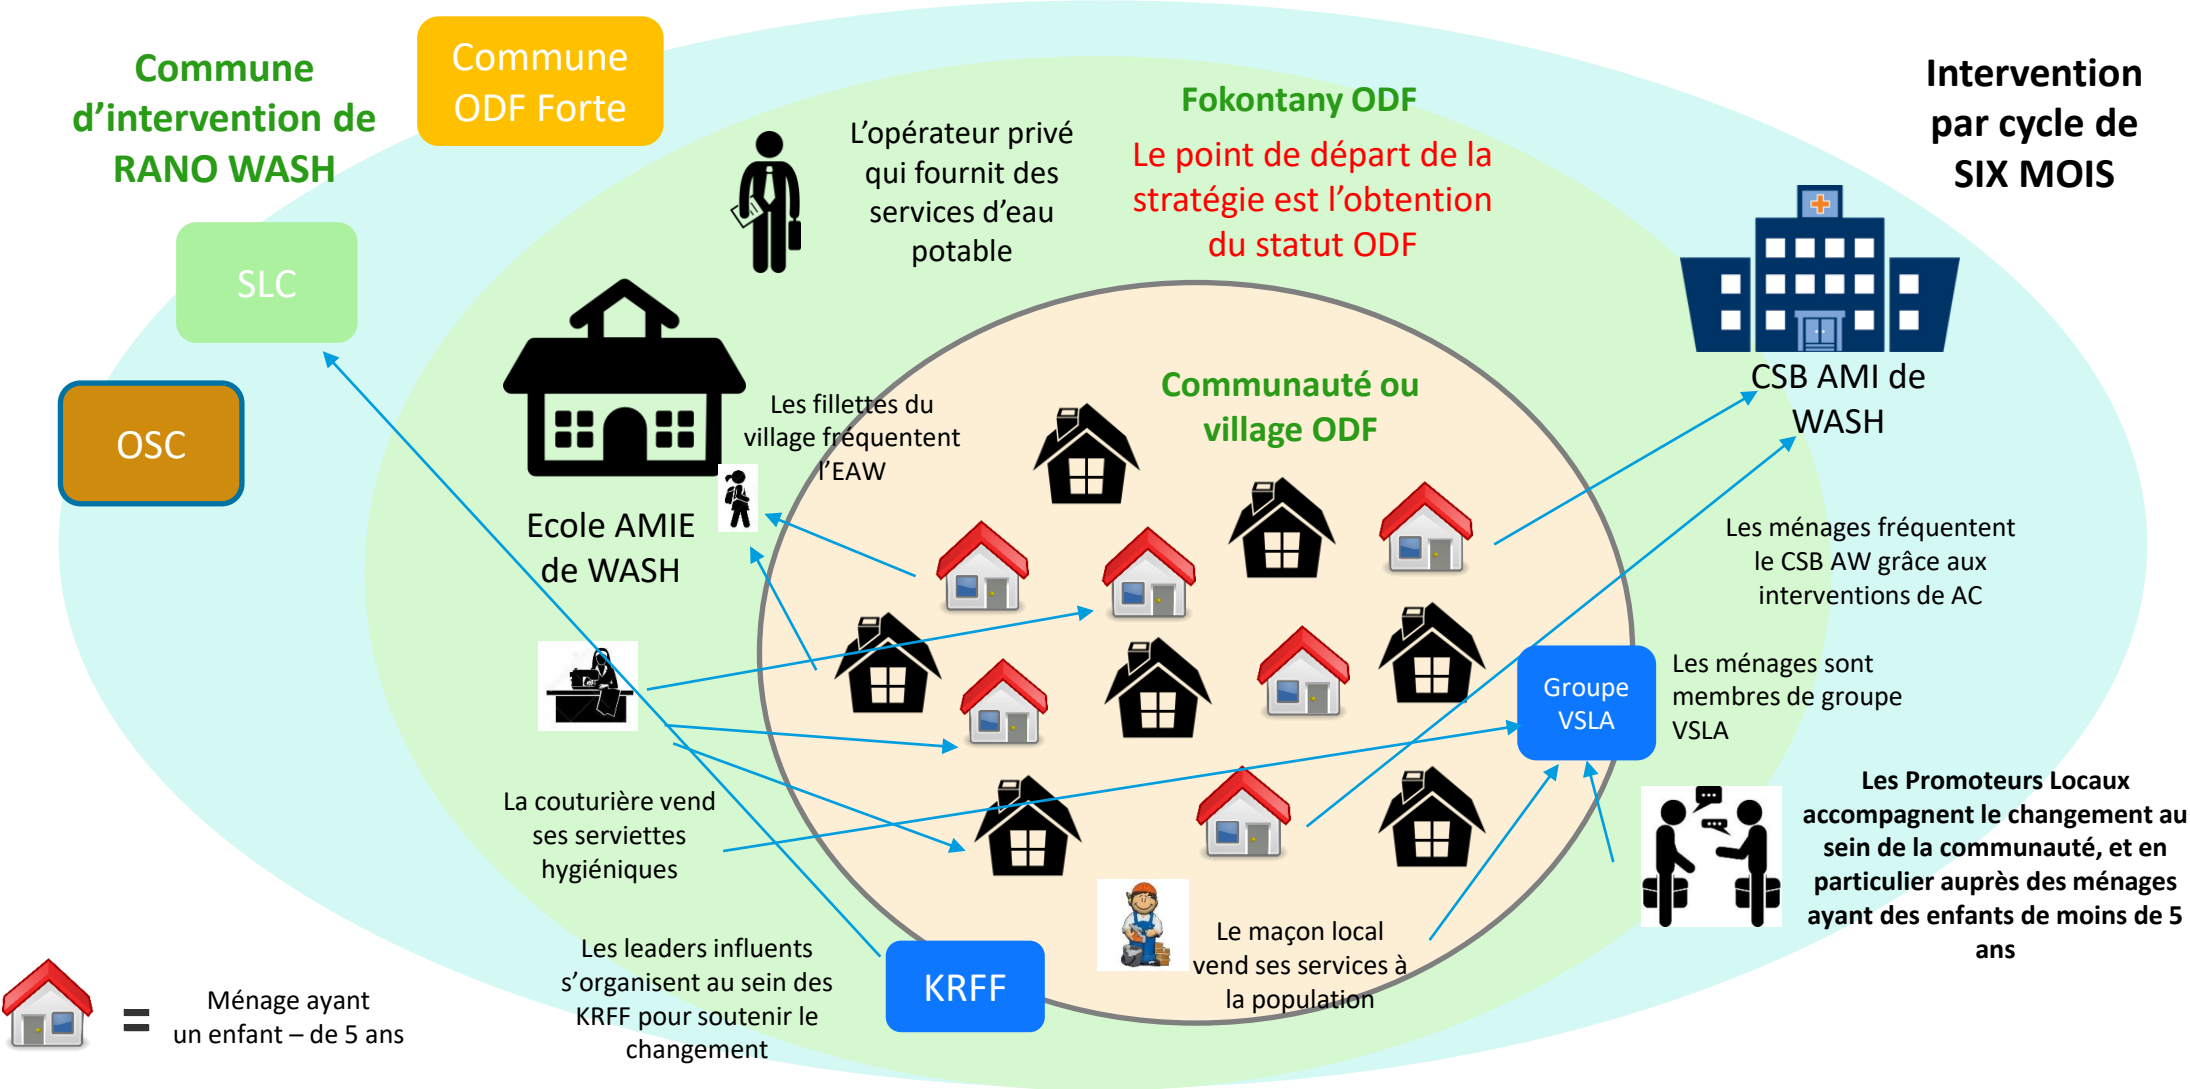 Commune
d’intervention de
RANO WASH
Commune
ODF Forte
L’opérateur privé
qui fournit des
services d’eau
potable
Fokontany ODF
Le point de départ de la
stratégie est l’obtention
du statut ODF
Intervention
par cycle de
SIX MOIS
SLC
OSC
Les fillettes du
village fréquentent
l’EAW
Communauté ou
village ODF
CSB AMI de
WASH
Ecole AMIE
de WASH
Les ménages fréquentent
le CSB AW grâce aux
interventions de AC
Groupe
VSLA
Les ménages sont
membres de groupe
VSLA
La couturière vend
ses serviettes
hygiéniques
Les Promoteurs Locaux
accompagnent le changement au
sein de la communauté, et en
particulier auprès des ménages
ayant des enfants de moins de 5
ans
Les leaders influents
s’organisent au sein des
KRFF pour soutenir le
changement
KRFF
Le maçon local
vend ses services à
la population
=
Ménage ayant
un enfant – de 5 ans